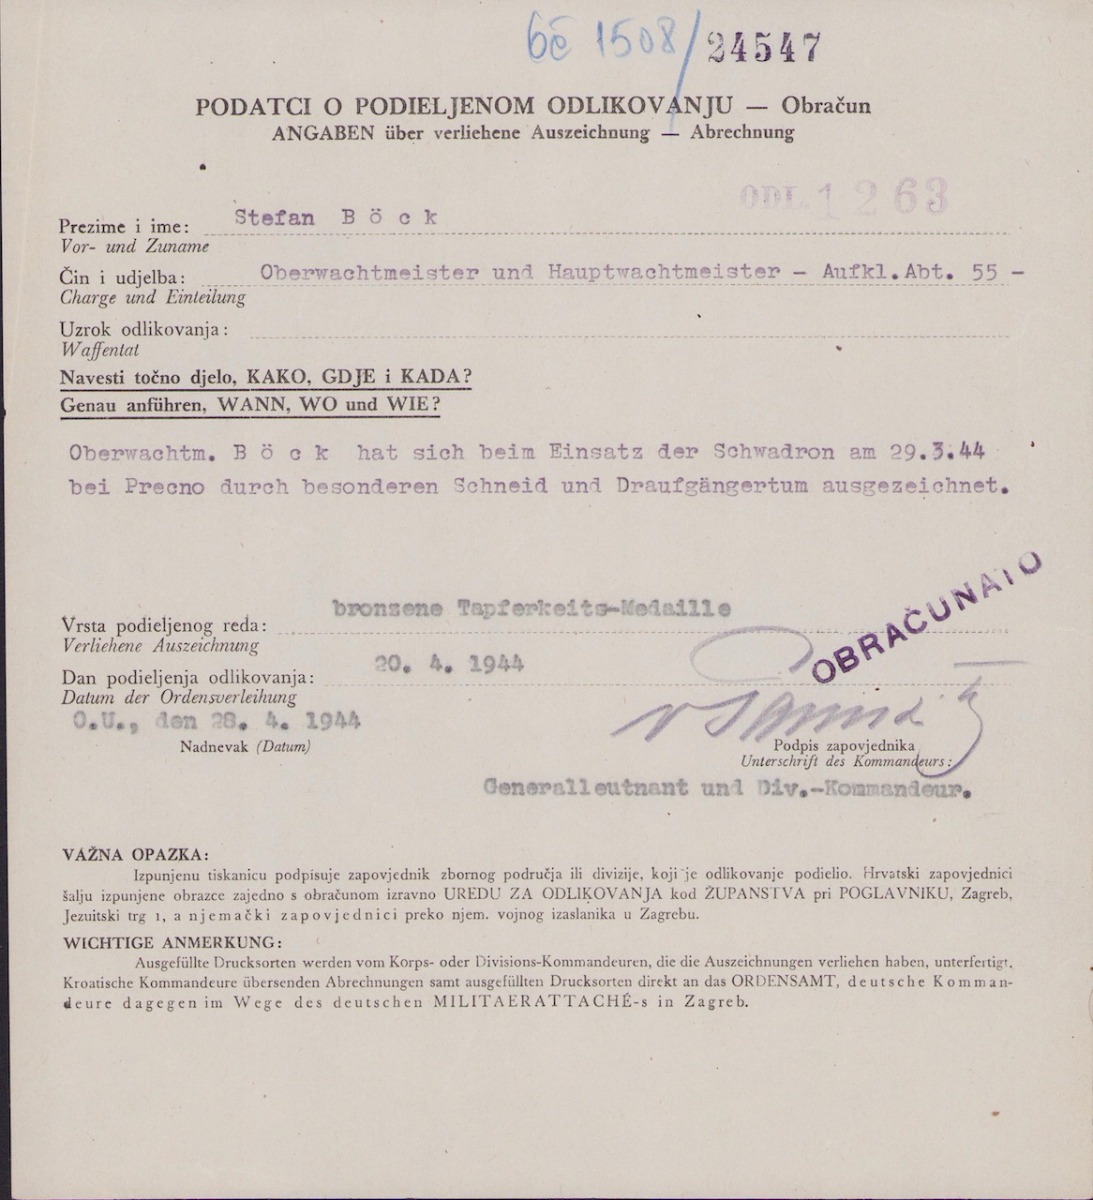 bč 1508/24547
PODATCI O PODIELJENOM ODLIKOVANJU — Obračun
ANGABEN über verliehene Auszeichnung — Abrechnung
ODL. 1263
Prezime i ime: Stefan B ö c k
Vor- und Zuname
Čin i udjelba: Oberwachtmeister und Hauptwachtmeister – Aufkl.Abt. 55 –
Charge und Einteilung
Uzrok odlikovanja:
Waffentat
Navesti točno djelo, KAKO, GDJE i KADA?
Genau anführen, WANN, WO und WIE?
Oberwachtm. B ö c k hat sich beim Einsatz der Schwadron am 29.3.44
bei Precno durch besonderen Schneid und Draufgängertum ausgezeichnet.
Vrsta podieljenog reda: bronzene Tapferkeits-Medaille
Verliehene Auszeichnung
OBRAČUNATO
Dan podieljenja odlikovanja: 20. 4. 1944
Datum der Ordensverleihung
O.U., den 28. 4. 1944
Nadnevak (Datum)
Podpis zapovjednika
Unterschrift des Kommandeurs:
Generalleutnant und Div.-Kommandeur.
VAŽNA OPAZKA:
Izpunjenu tiskanicu podpisuje zapovjednik zbornog područja ili divizije, koji je odlikovanje podielio. Hrvatski zapovjednici
šalju izpunjene obrazce zajedno s obračunom izravno UREDU ZA ODLIKOVANJA kod ŽUPANSTVA pri POGLAVNIKU, Zagreb,
Jezuitski trg 1, a njemački zapovjednici preko njem. vojnog izaslanika u Zagrebu.
WICHTIGE ANMERKUNG:
Ausgefüllte Drucksorten werden vom Korps- oder Divisions-Kommandeuren, die die Auszeichnungen verliehen haben, unterfertigt.
Kroatische Kommandeure übersenden Abrechnungen samt ausgefüllten Drucksorten direkt an das ORDENSAMT, deutsche Komman-
deure dagegen im Wege des deutschen MILITAERATTACHÉ-s in Zagreb.